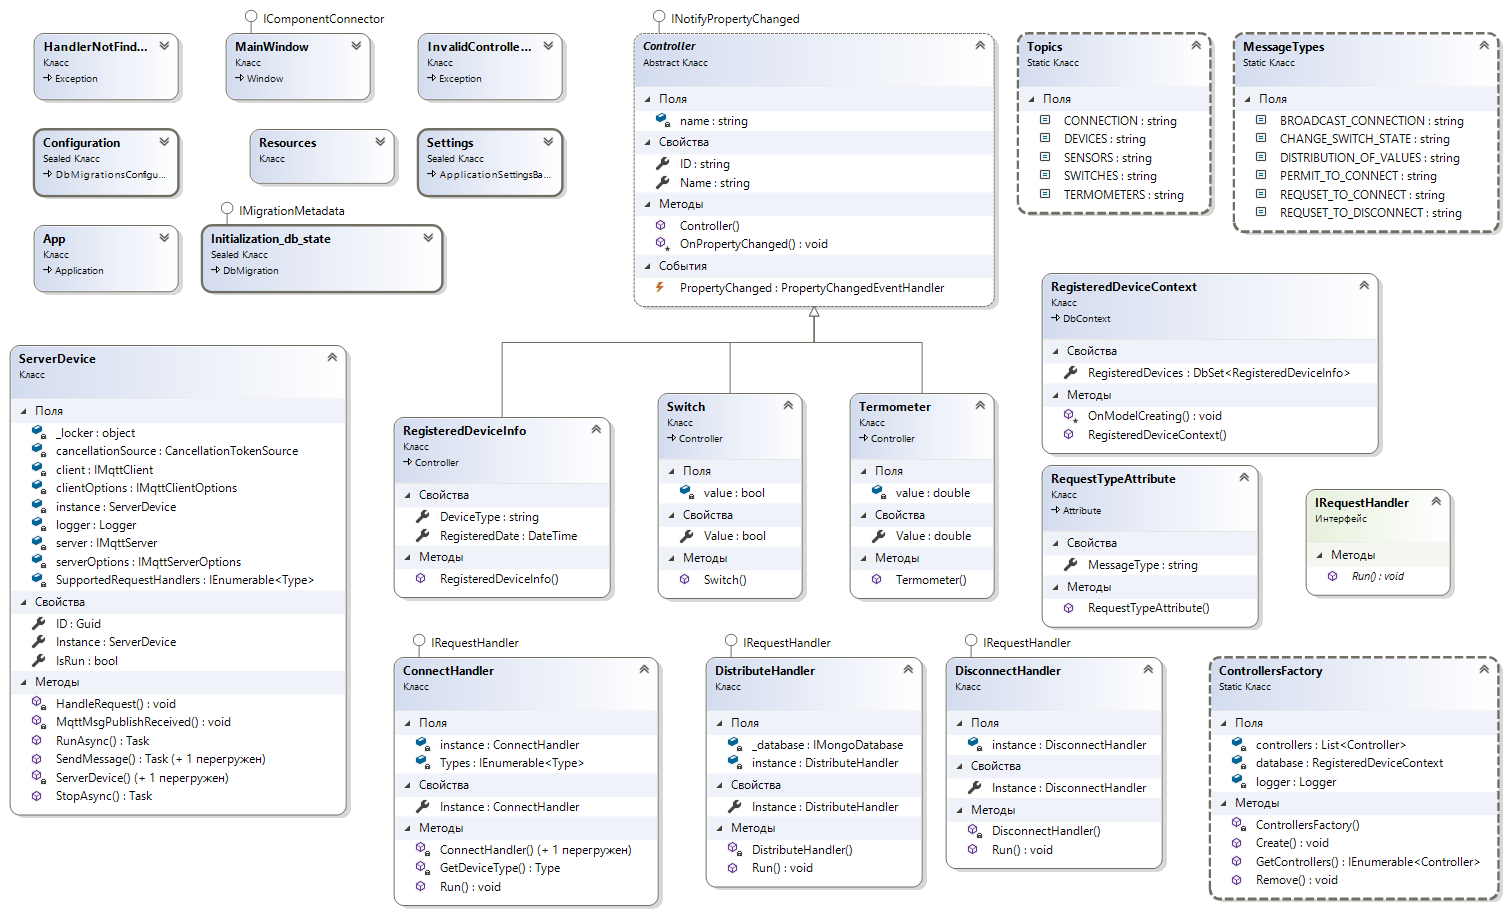 IComponentConnector
INotifyPropertyChanged
HandlerNotFind...
Класс
Exception
MainWindow
Класс
Window
InvalidControlle...
Класс
Exception
Configuration
Sealed Класс
DbMigrationsConfigu...
Resources
Класс
Settings
Sealed Класс
ApplicationSettingsBa...
App
Класс
Application
IMigrationMetadata
Initialization_db_state
Sealed Класс
DbMigration
Controller
Abstract Класс
Поля
name : string
Свойства
ID : string
Name : string
Методы
Controller()
OnPropertyChanged() : void
События
PropertyChanged : PropertyChangedEventHandler
Topics
Static Класс
Поля
CONNECTION : string
DEVICES : string
SENSORS : string
SWITCHES : string
TERMOMETERS : string
MessageTypes
Static Класс
Поля
BROADCAST_CONNECTION : string
CHANGE_SWITCH_STATE : string
DISTRIBUTION_OF_VALUES : string
PERMIT_TO_CONNECT : string
REQUSET_TO_CONNECT : string
REQUSET_TO_DISCONNECT : string
RegisteredDeviceContext
Класс
DbContext
Свойства
RegisteredDevices : DbSet<RegisteredDeviceInfo>
Методы
OnModelCreating() : void
RegisteredDeviceContext()
ServerDevice
Класс
Поля
_locker : object
cancellationSource : CancellationTokenSource
client : IMqttClient
clientOptions : IMqttClientOptions
instance : ServerDevice
logger : Logger
server : IMqttServer
serverOptions : IMqttServerOptions
SupportedRequestHandlers : IEnumerable<Type>
Свойства
ID : Guid
Instance : ServerDevice
IsRun : bool
Методы
HandleRequest() : void
MqttMsgPublishReceived() : void
RunAsync() : Task
SendMessage() : Task (+ 1 перегружен)
ServerDevice() (+ 1 перегружен)
StopAsync() : Task
RegisteredDeviceInfo
Класс
Controller
Свойства
DeviceType : string
RegisteredDate : DateTime
Методы
RegisteredDeviceInfo()
Switch
Класс
Controller
Поля
value : bool
Свойства
Value : bool
Методы
Switch()
Termometer
Класс
Controller
Поля
value : double
Свойства
Value : double
Методы
Termometer()
RequestTypeAttribute
Класс
Attribute
Свойства
MessageType : string
Методы
RequestTypeAttribute()
IRequestHandler
Интерфейс
Методы
Run() : void
IRequestHandler
ConnectHandler
Класс
Поля
instance : ConnectHandler
Types : IEnumerable<Type>
Свойства
Instance : ConnectHandler
Методы
ConnectHandler() (+ 1 перегружен)
GetDeviceType() : Type
Run() : void
IRequestHandler
DistributeHandler
Класс
Поля
_database : IMongoDatabase
instance : DistributeHandler
Свойства
Instance : DistributeHandler
Методы
DistributeHandler()
Run() : void
IRequestHandler
DisconnectHandler
Класс
Поля
instance : DisconnectHandler
Свойства
Instance : DisconnectHandler
Методы
DisconnectHandler()
Run() : void
ControllersFactory
Static Класс
Поля
controllers : List<Controller>
database : RegisteredDeviceContext
logger : Logger
Методы
ControllersFactory()
Create() : void
GetControllers() : IEnumerable<Controller>
Remove() : void